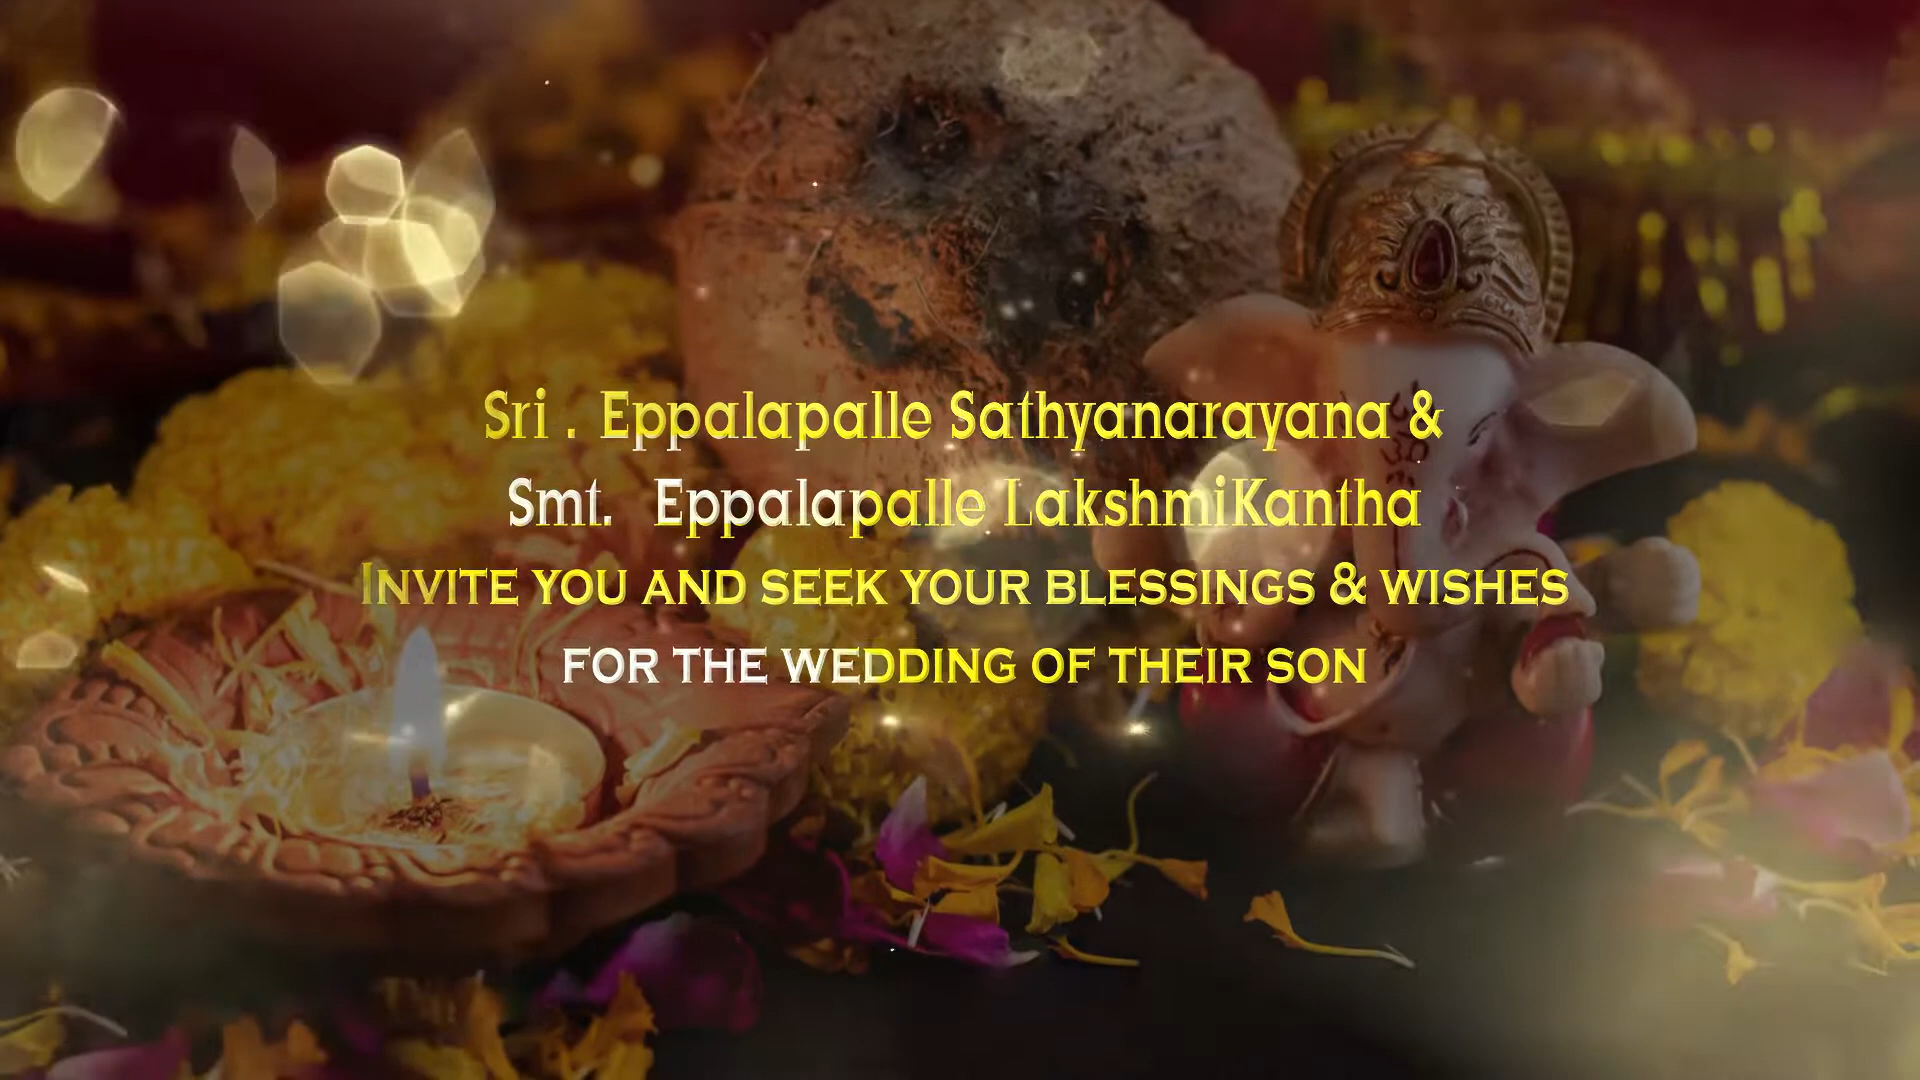 Sri . Eppalapalle Sathyanarayana &
Smt. Eppalapalle LakshmiKantha
INVITE YOU AND SEEK YOUR BLESSINGS & WISHES
FOR THE WEDDING OF THEIR SON